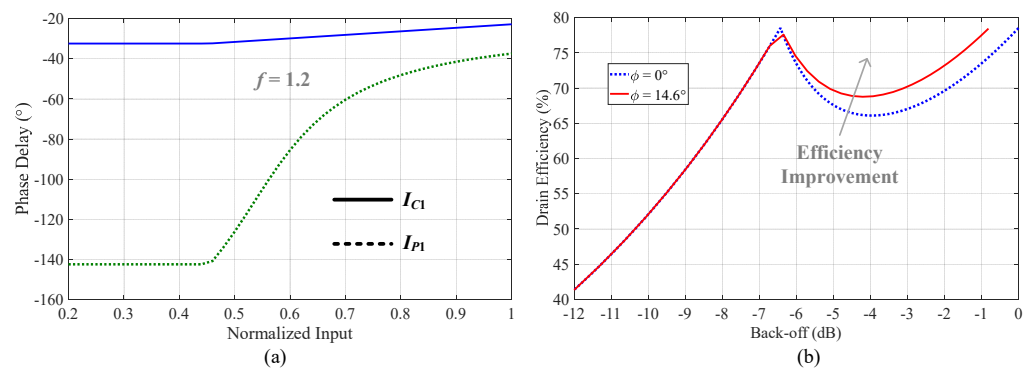 -20
-40
-60
-80
-100
-120
-140
-160
Phase Delay (°)
f = 1.2
I_C1
I_P1
0.2 0.3 0.4 0.5 0.6 0.7 0.8 0.9 1
Normalized Input
(a)
80
75
70
65
60
55
50
45
40
Drain Efficiency (%)
ϕ = 0°
ϕ = 14.6°
Efficiency
Improvement
-12 -11 -10 -9 -8 -7 -6 -5 -4 -3 -2 -1 0
Back-off (dB)
(b)